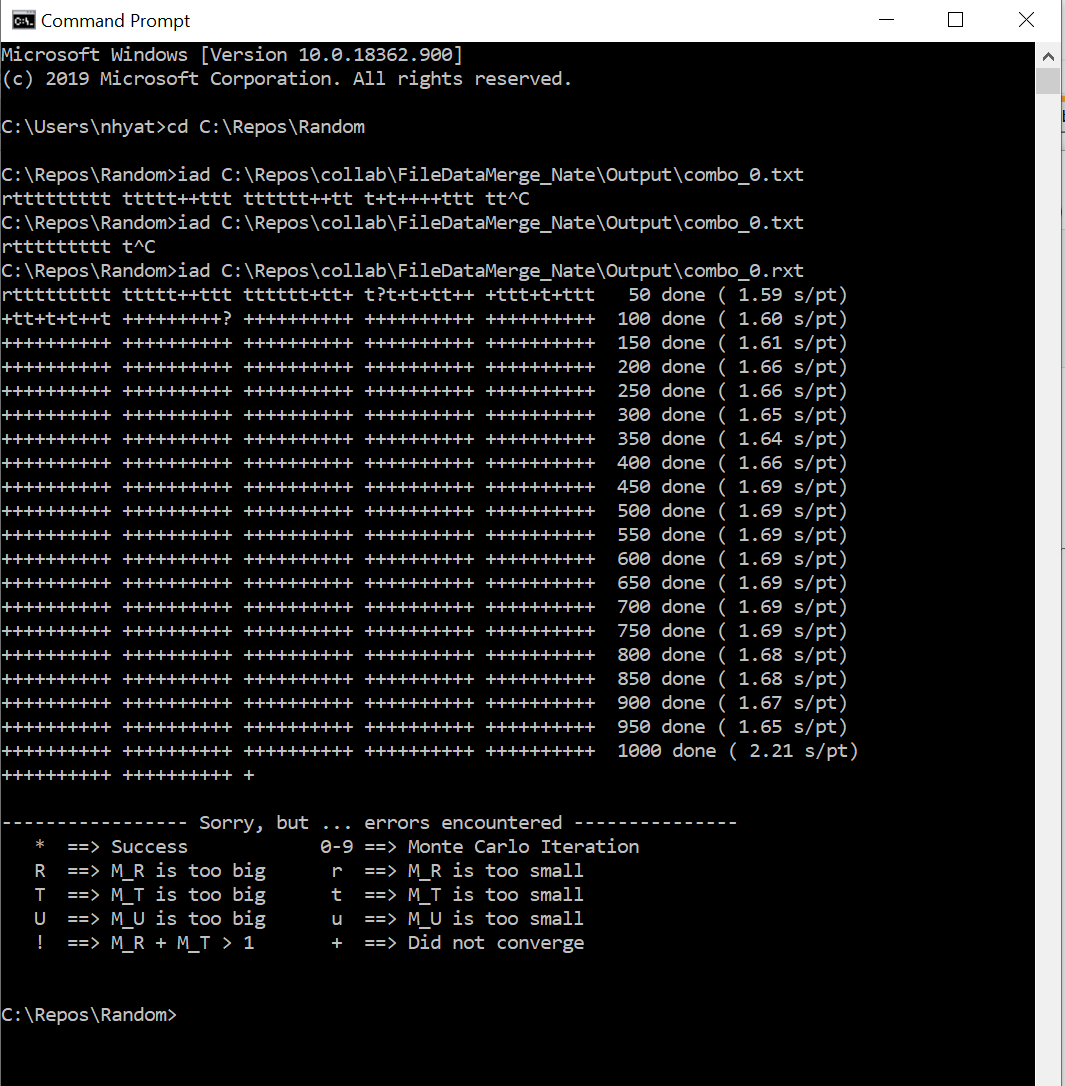 Command Prompt
Microsoft Windows [Version 10.0.18362.900]
(c) 2019 Microsoft Corporation. All rights reserved.
C:\Users\nhyat>cd C:\Repos\Random
C:\Repos\Random>iad C:\Repos\collab\FileDataMerge_Nate\Output\combo_0.txt
rttttttttt ttttt++ttt tttttt++tt t+t++++ttt tt^C
C:\Repos\Random>iad C:\Repos\collab\FileDataMerge_Nate\Output\combo_0.txt
rttttttttt t^C
C:\Repos\Random>iad C:\Repos\collab\FileDataMerge_Nate\Output\combo_0.rxt
rttttttttt ttttt++ttt tttttt+tt+ t?t+t+tt++ +ttt+t+ttt   50 done ( 1.59 s/pt)
+tt+t+t++t +++++++++? ++++++++++ ++++++++++ ++++++++++  100 done ( 1.60 s/pt)
++++++++++ ++++++++++ ++++++++++ ++++++++++ ++++++++++  150 done ( 1.61 s/pt)
++++++++++ ++++++++++ ++++++++++ ++++++++++ ++++++++++  200 done ( 1.66 s/pt)
++++++++++ ++++++++++ ++++++++++ ++++++++++ ++++++++++  250 done ( 1.66 s/pt)
++++++++++ ++++++++++ ++++++++++ ++++++++++ ++++++++++  300 done ( 1.65 s/pt)
++++++++++ ++++++++++ ++++++++++ ++++++++++ ++++++++++  350 done ( 1.64 s/pt)
++++++++++ ++++++++++ ++++++++++ ++++++++++ ++++++++++  400 done ( 1.66 s/pt)
++++++++++ ++++++++++ ++++++++++ ++++++++++ ++++++++++  450 done ( 1.69 s/pt)
++++++++++ ++++++++++ ++++++++++ ++++++++++ ++++++++++  500 done ( 1.69 s/pt)
++++++++++ ++++++++++ ++++++++++ ++++++++++ ++++++++++  550 done ( 1.69 s/pt)
++++++++++ ++++++++++ ++++++++++ ++++++++++ ++++++++++  600 done ( 1.69 s/pt)
++++++++++ ++++++++++ ++++++++++ ++++++++++ ++++++++++  650 done ( 1.69 s/pt)
++++++++++ ++++++++++ ++++++++++ ++++++++++ ++++++++++  700 done ( 1.69 s/pt)
++++++++++ ++++++++++ ++++++++++ ++++++++++ ++++++++++  750 done ( 1.69 s/pt)
++++++++++ ++++++++++ ++++++++++ ++++++++++ ++++++++++  800 done ( 1.68 s/pt)
++++++++++ ++++++++++ ++++++++++ ++++++++++ ++++++++++  850 done ( 1.68 s/pt)
++++++++++ ++++++++++ ++++++++++ ++++++++++ ++++++++++  900 done ( 1.67 s/pt)
++++++++++ ++++++++++ ++++++++++ ++++++++++ ++++++++++  950 done ( 1.65 s/pt)
++++++++++ ++++++++++ ++++++++++ ++++++++++ ++++++++++  1000 done ( 2.21 s/pt)
++++++++++ ++++++++++ +
----------------- Sorry, but ... errors encountered ---------------
   *  ==> Success            0-9 ==> Monte Carlo Iteration
   R  ==> M_R is too big      r  ==> M_R is too small
   T  ==> M_T is too big      t  ==> M_T is too small
   U  ==> M_U is too big      u  ==> M_U is too small
   !  ==> M_R + M_T > 1       +  ==> Did not converge
C:\Repos\Random>